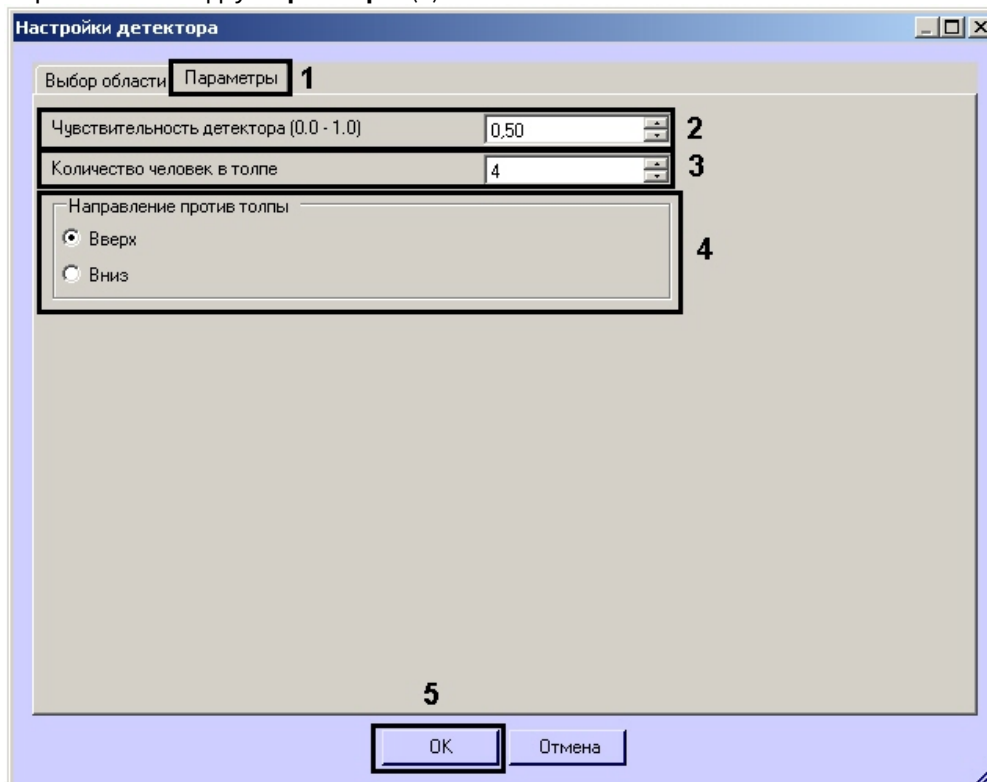 Настройки детектора
Выбор области Параметры 1
Чувствительность детектора (0.0 - 1.0) 0,50 2
Количество человек в толпе 4 3
Направление против толпы
Вверх
Вниз
4
5
OK Отмена